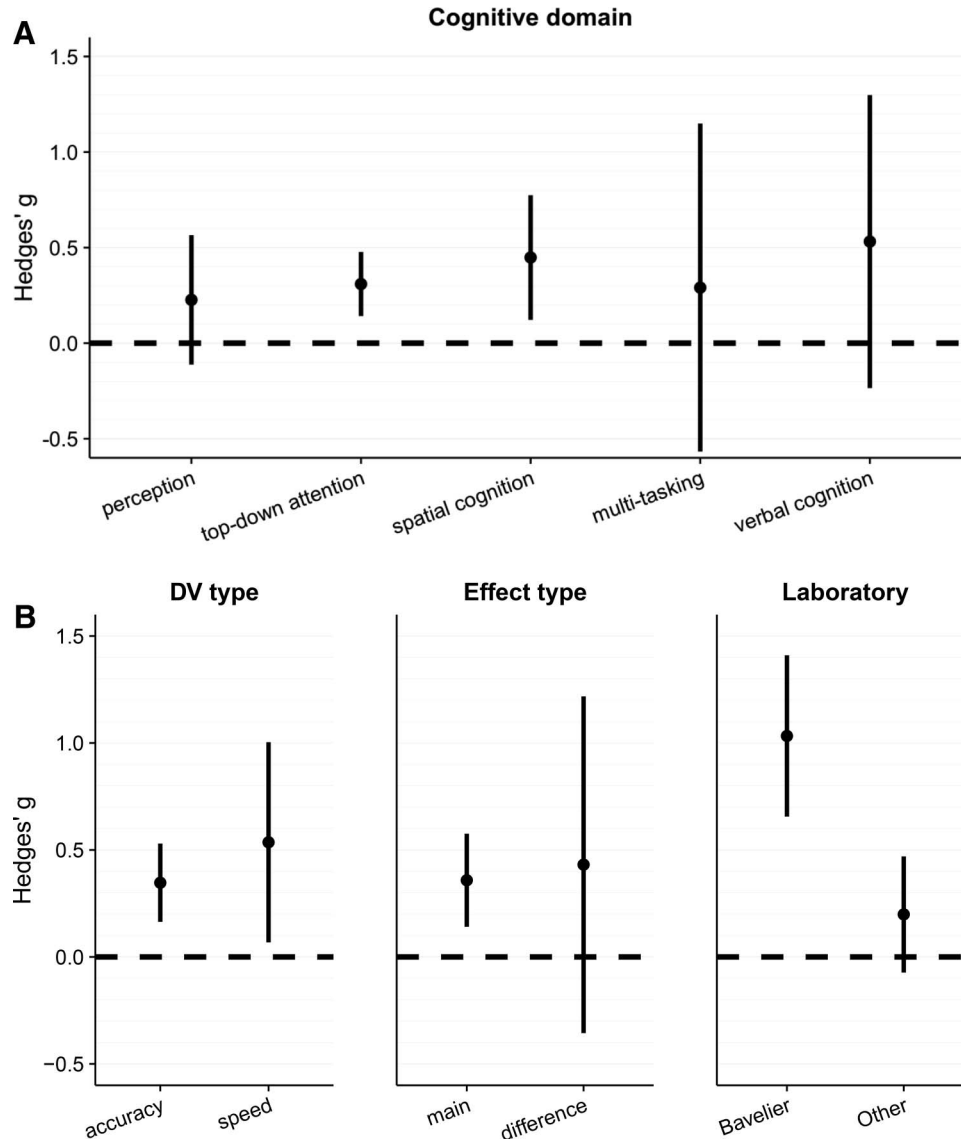 A
Cognitive domain
1.5
1.0
0.5
0.0
-0.5
Hedges' g
perception
top-down attention
spatial cognition
multi-tasking
verbal cognition
B
DV type
Effect type
Laboratory
1.5
1.0
0.5
0.0
−0.5
Hedges' g
accuracy
speed
main
difference
Bavelier
Other